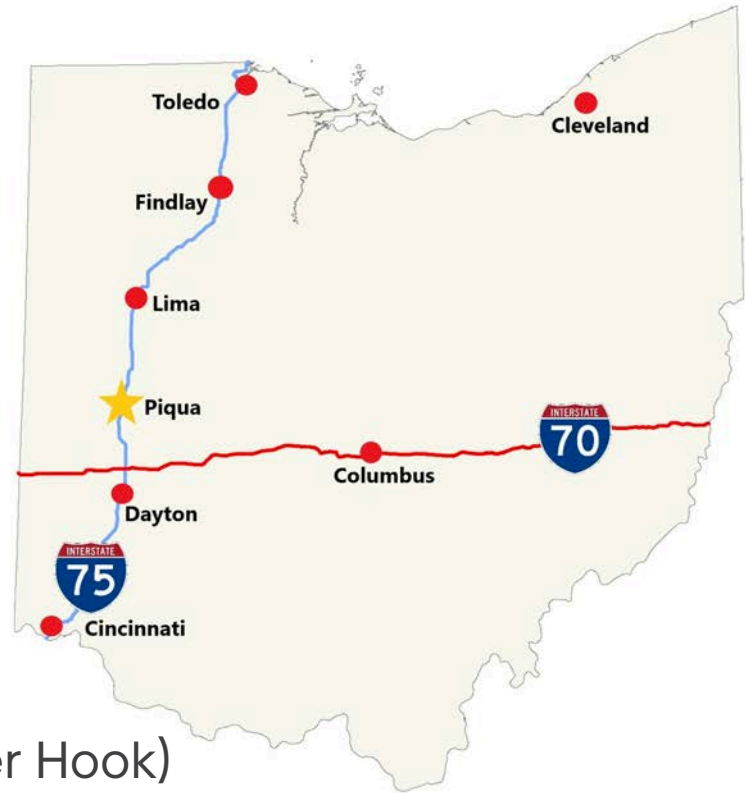 Toledo
Cleveland
Findlay
Lima
Piqua
INTERSTATE
70
Columbus
Dayton
INTERSTATE
75
Cincinnati
er Hook)